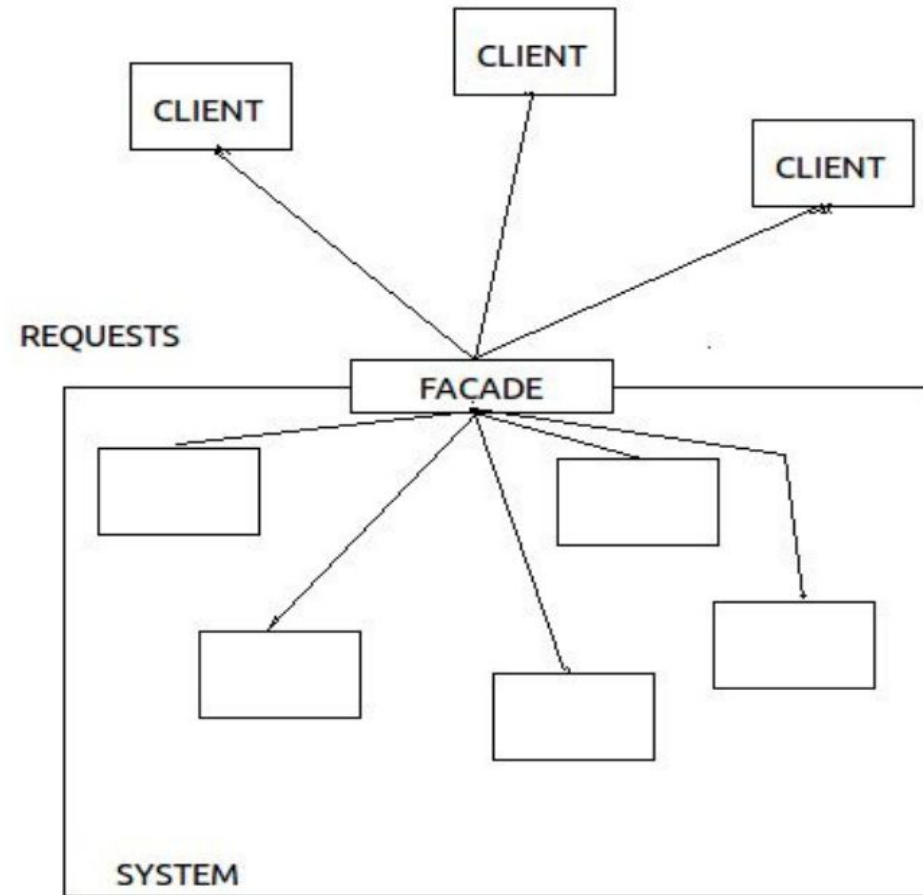 CLIENT
CLIENT
CLIENT
REQUESTS
FACADE
SYSTEM